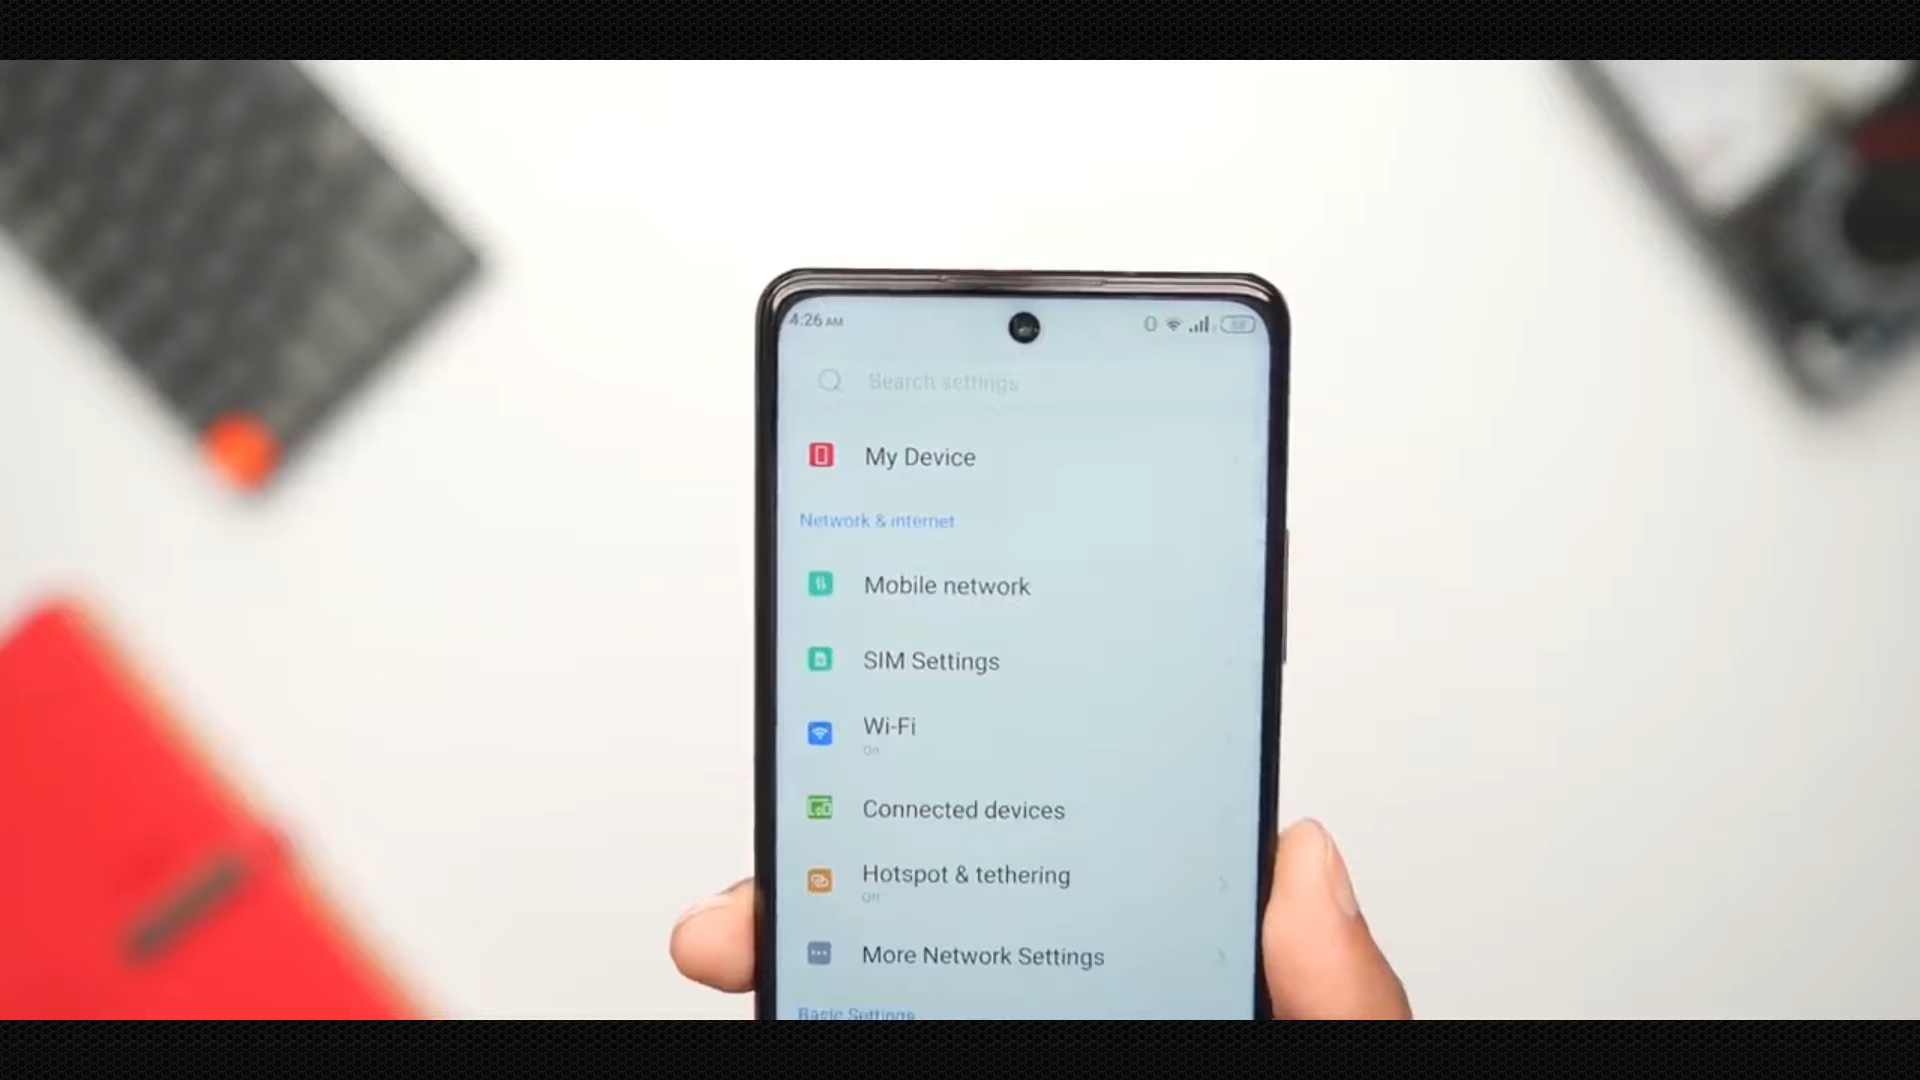 4:26 AM
Search settings
My Device
Network & internet
Mobile network
SIM Settings
Wi-Fi
On
Connected devices
Hotspot & tethering
Off
More Network Settings
Basic Settings